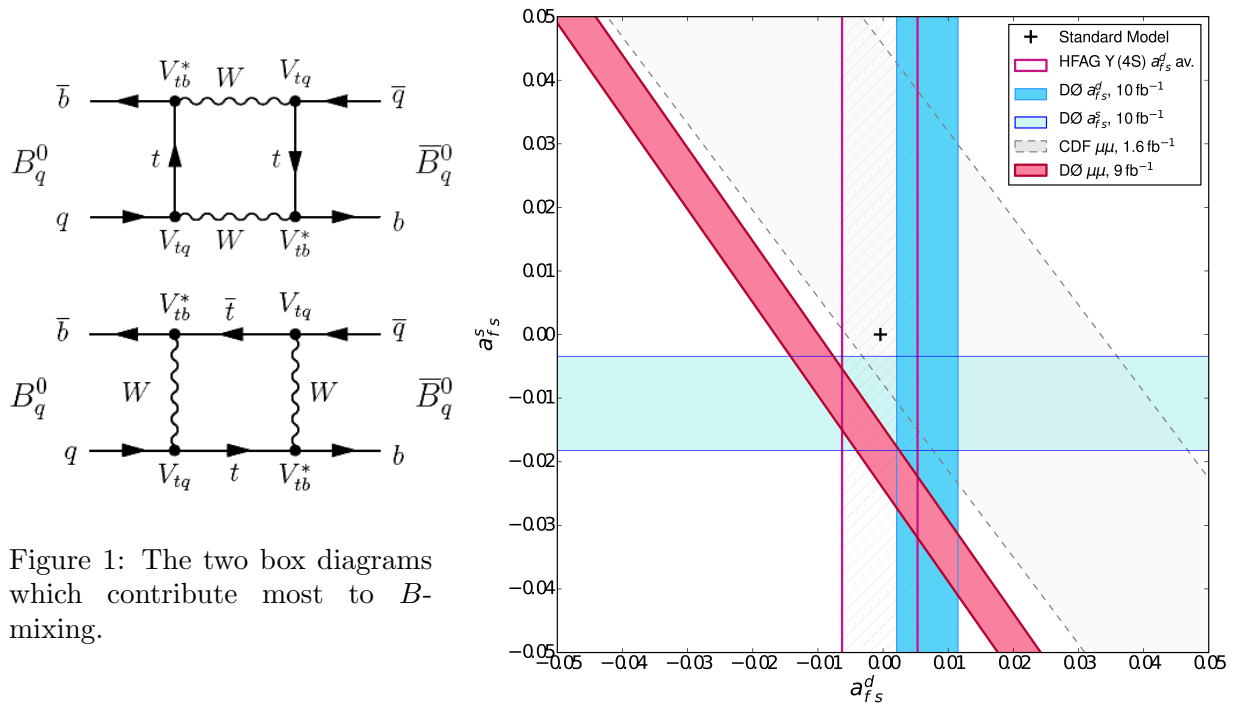 V*tb W Vtq
b̄ q̄
B⁰q t t B̄⁰q
q b
Vtq W V*tb
V*tb t̄ Vtq
b̄ q̄
B⁰q W W B̄⁰q
q b
Vtq t V*tb
Figure 1: The two box diagrams
which contribute most to B-
mixing.
0.05
0.04
0.03
0.02
0.01
0.00
−0.01
−0.02
−0.03
−0.04
−0.05
aˢfs
Standard Model
HFAG Υ(4S) aᵈfs av.
DØ aᵈfs, 10 fb⁻¹
DØ aˢfs, 10 fb⁻¹
CDF μμ, 1.6 fb⁻¹
DØ μμ, 9 fb⁻¹
−0.05 −0.04 −0.03 −0.02 −0.01 0.00 0.01 0.02 0.03 0.04 0.05
aᵈfs